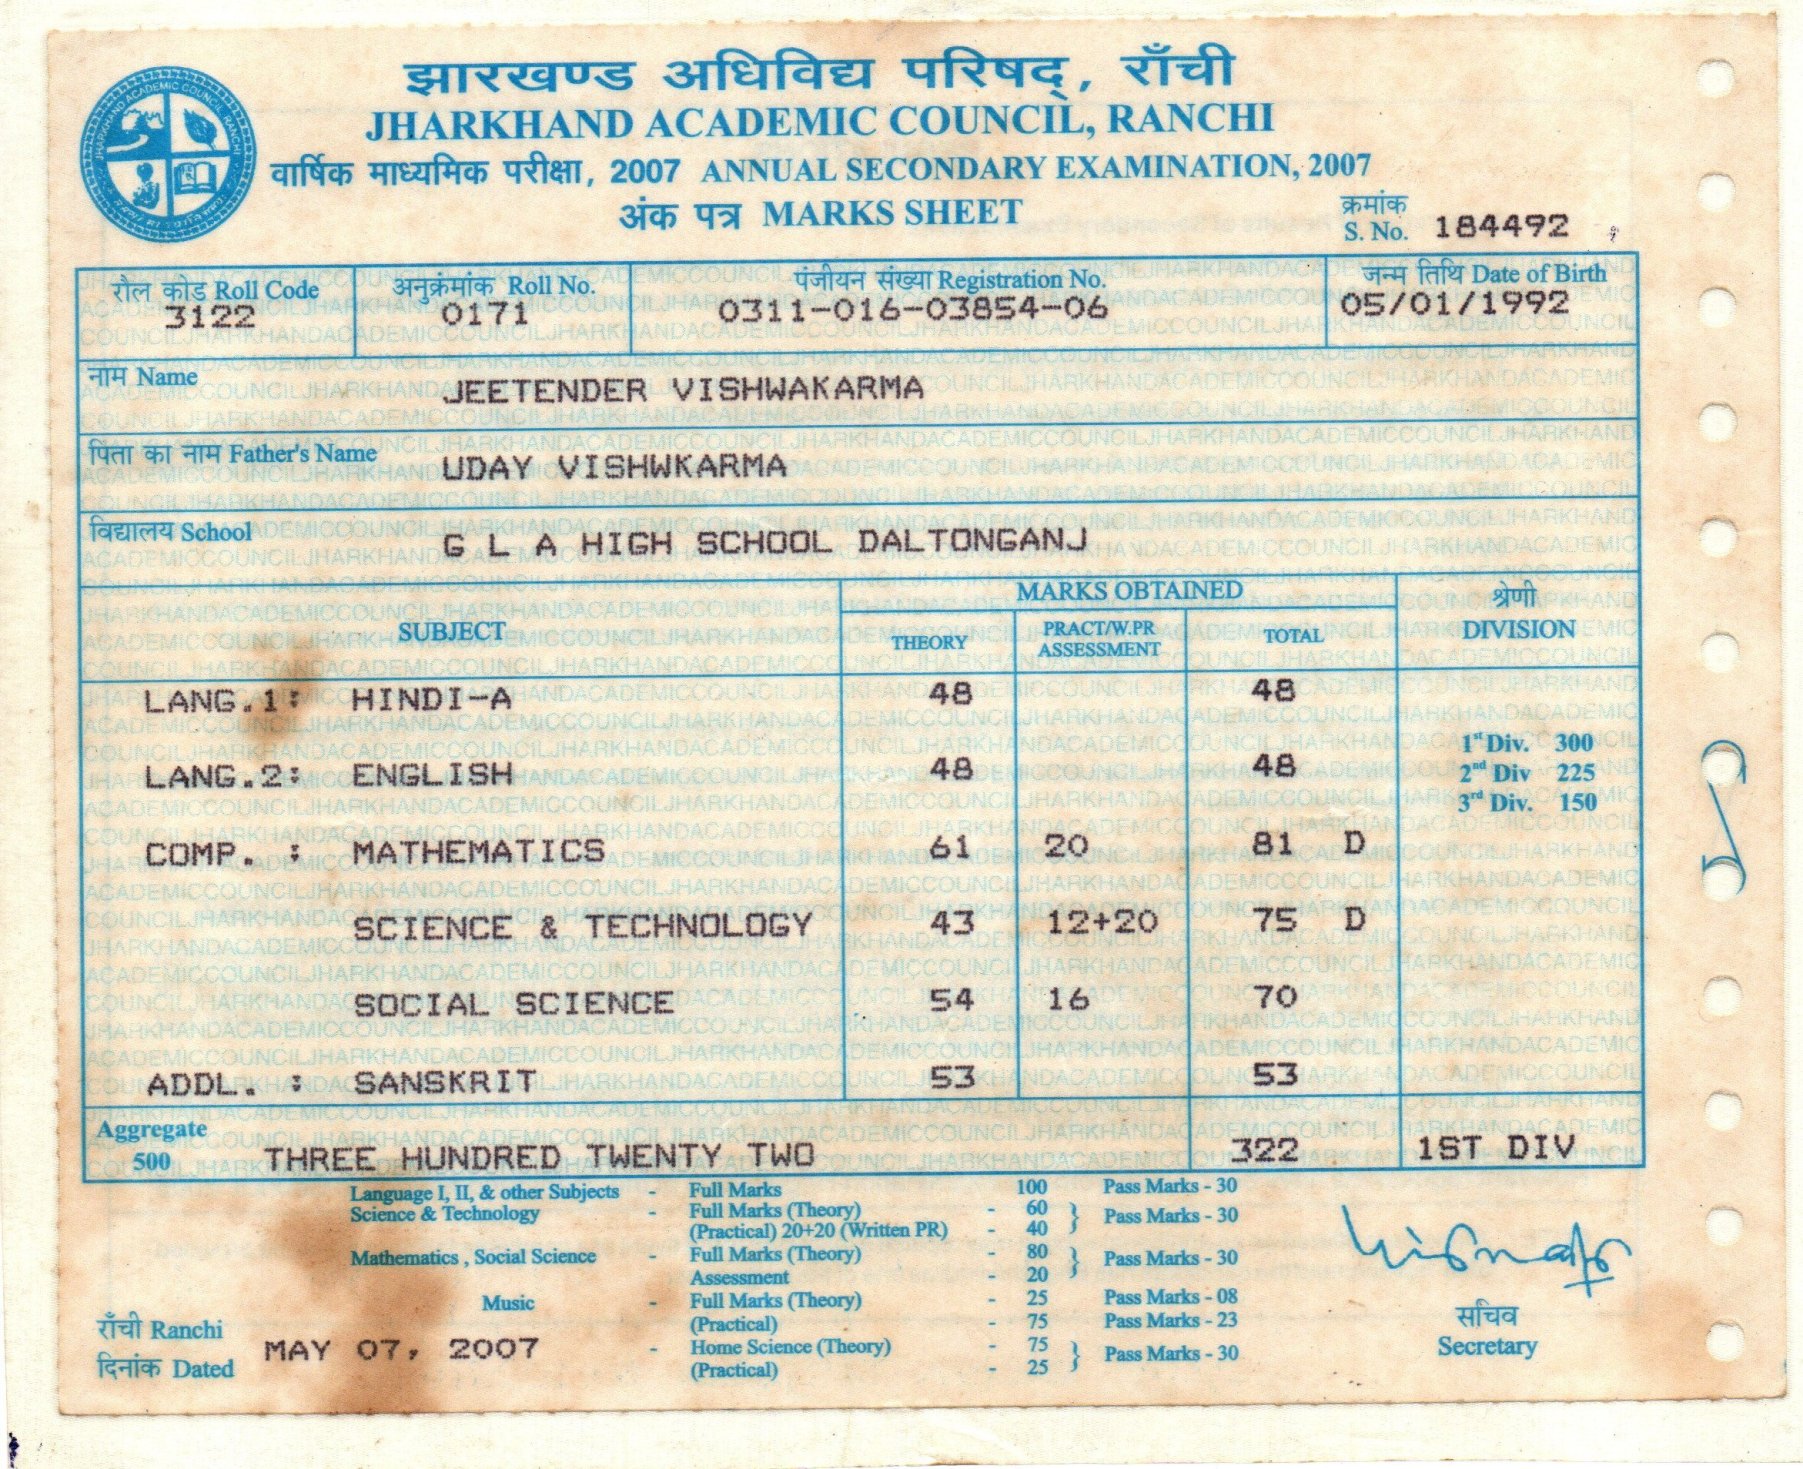 झारखण्ड अधिविद्य परिषद्, राँची
JHARKHAND ACADEMIC COUNCIL, RANCHI
वार्षिक माध्यमिक परीक्षा, 2007 ANNUAL SECONDARY EXAMINATION, 2007
अंक पत्र MARKS SHEET
क्रमांक
S. No. 184492
रौल कोड Roll Code अनुक्रमांक Roll No. पंजीयन संख्या Registration No. जन्म तिथि Date of Birth
3122 0171 0311-016-03854-06 05/01/1992
नाम Name JEETENDER VISHWAKARMA
पिता का नाम Father's Name UDAY VISHWKARMA
विद्यालय School G L A HIGH SCHOOL DALTONGANJ
MARKS OBTAINED श्रेणी
SUBJECT THEORY PRACT/W.PR ASSESSMENT TOTAL DIVISION
LANG.1: HINDI-A 48 48
1st Div. 300
LANG.2: ENGLISH 48 48 2nd Div 225
3rd Div. 150
COMP. : MATHEMATICS 61 20 81 D
SCIENCE & TECHNOLOGY 43 12+20 75 D
SOCIAL SCIENCE 54 16 70
ADDL. : SANSKRIT 53 53
Aggregate
500 THREE HUNDRED TWENTY TWO 322 1ST DIV
Language I, II, & other Subjects - Full Marks 100 Pass Marks - 30
Science & Technology - Full Marks (Theory) - 60 } Pass Marks - 30
(Practical) 20+20 (Written PR) - 40
Mathematics , Social Science - Full Marks (Theory) - 80 } Pass Marks - 30
Assessment - 20
Music - Full Marks (Theory) - 25 Pass Marks - 08
(Practical) - 75 Pass Marks - 23
- Home Science (Theory) - 75 } Pass Marks - 30
(Practical) - 25
राँची Ranchi
दिनांक Dated MAY 07, 2007
सचिव
Secretary